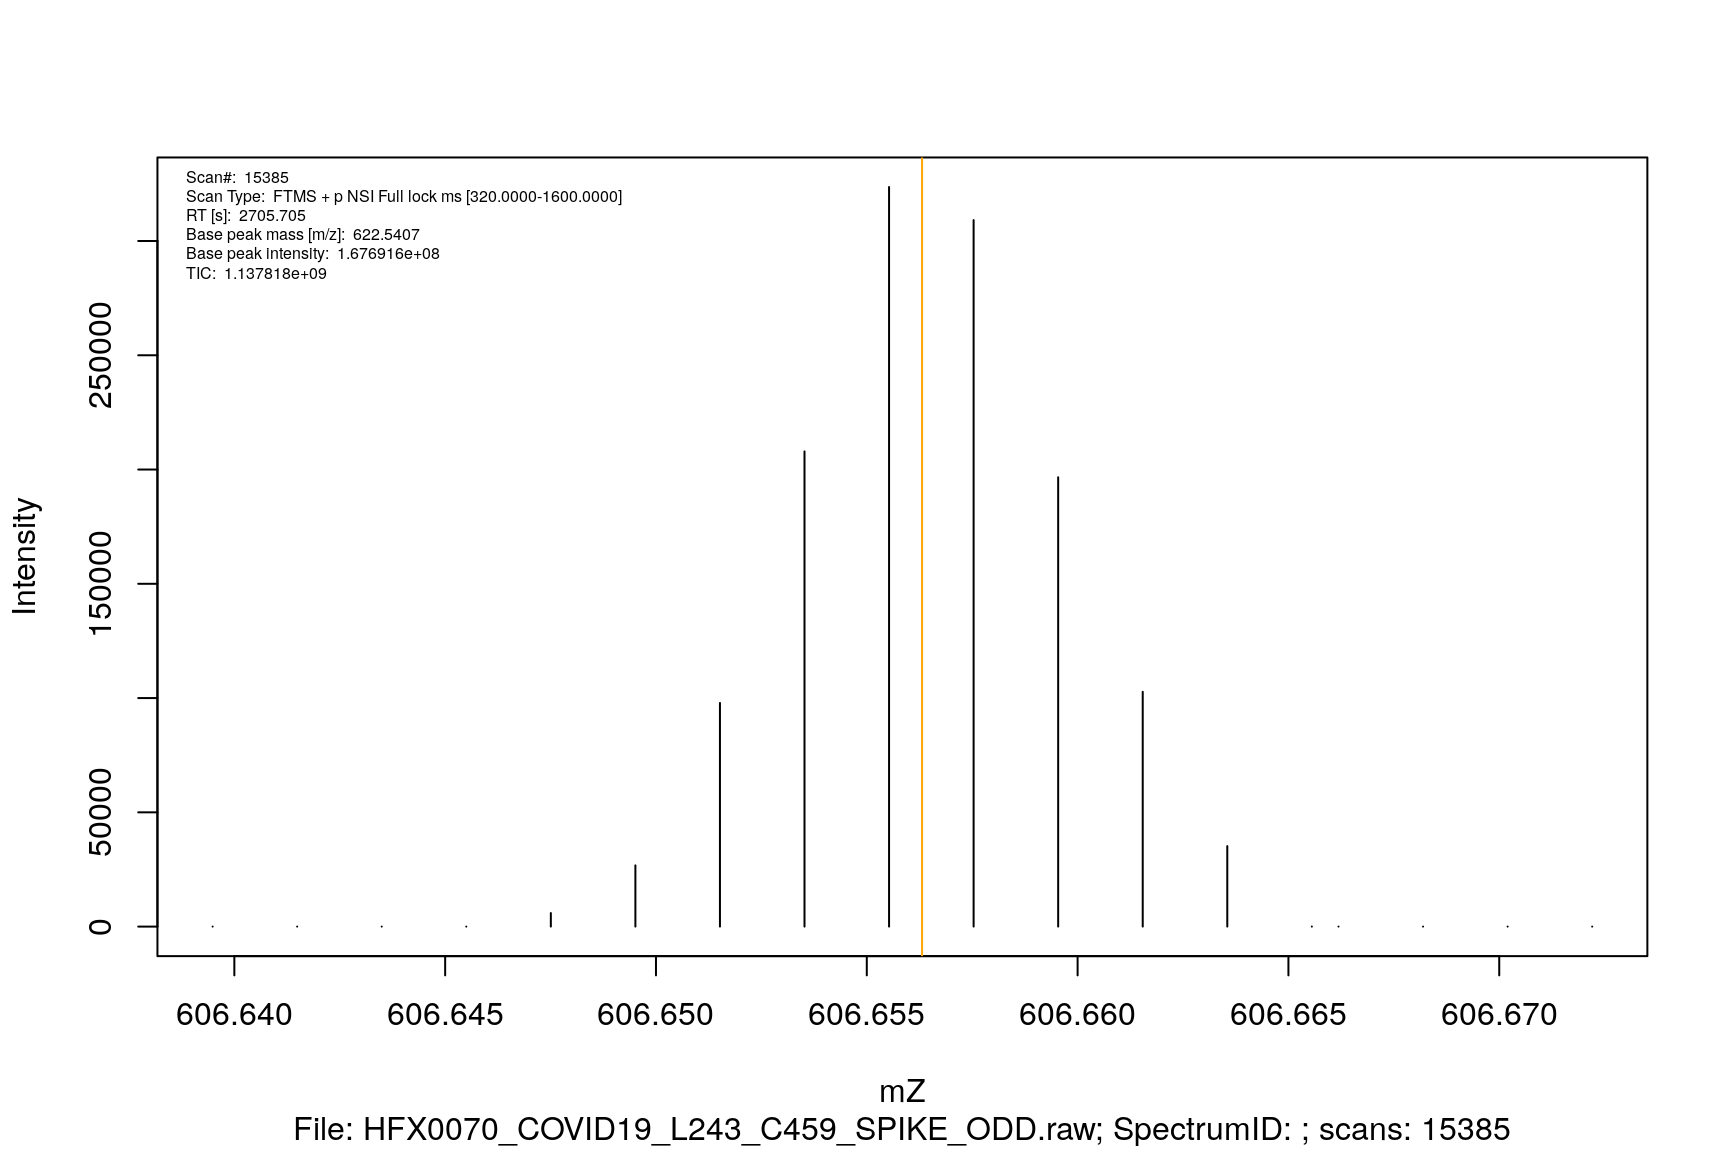 Scan#: 15385
Scan Type: FTMS + p NSI Full lock ms [320.0000-1600.0000]
RT [s]: 2705.705
Base peak mass [m/z]: 622.5407
Base peak intensity: 1.676916e+08
TIC: 1.137818e+09
250000
150000
50000
0
Intensity
606.640 606.645 606.650 606.655 606.660 606.665 606.670
mZ
File: HFX0070_COVID19_L243_C459_SPIKE_ODD.raw; SpectrumID: ; scans: 15385